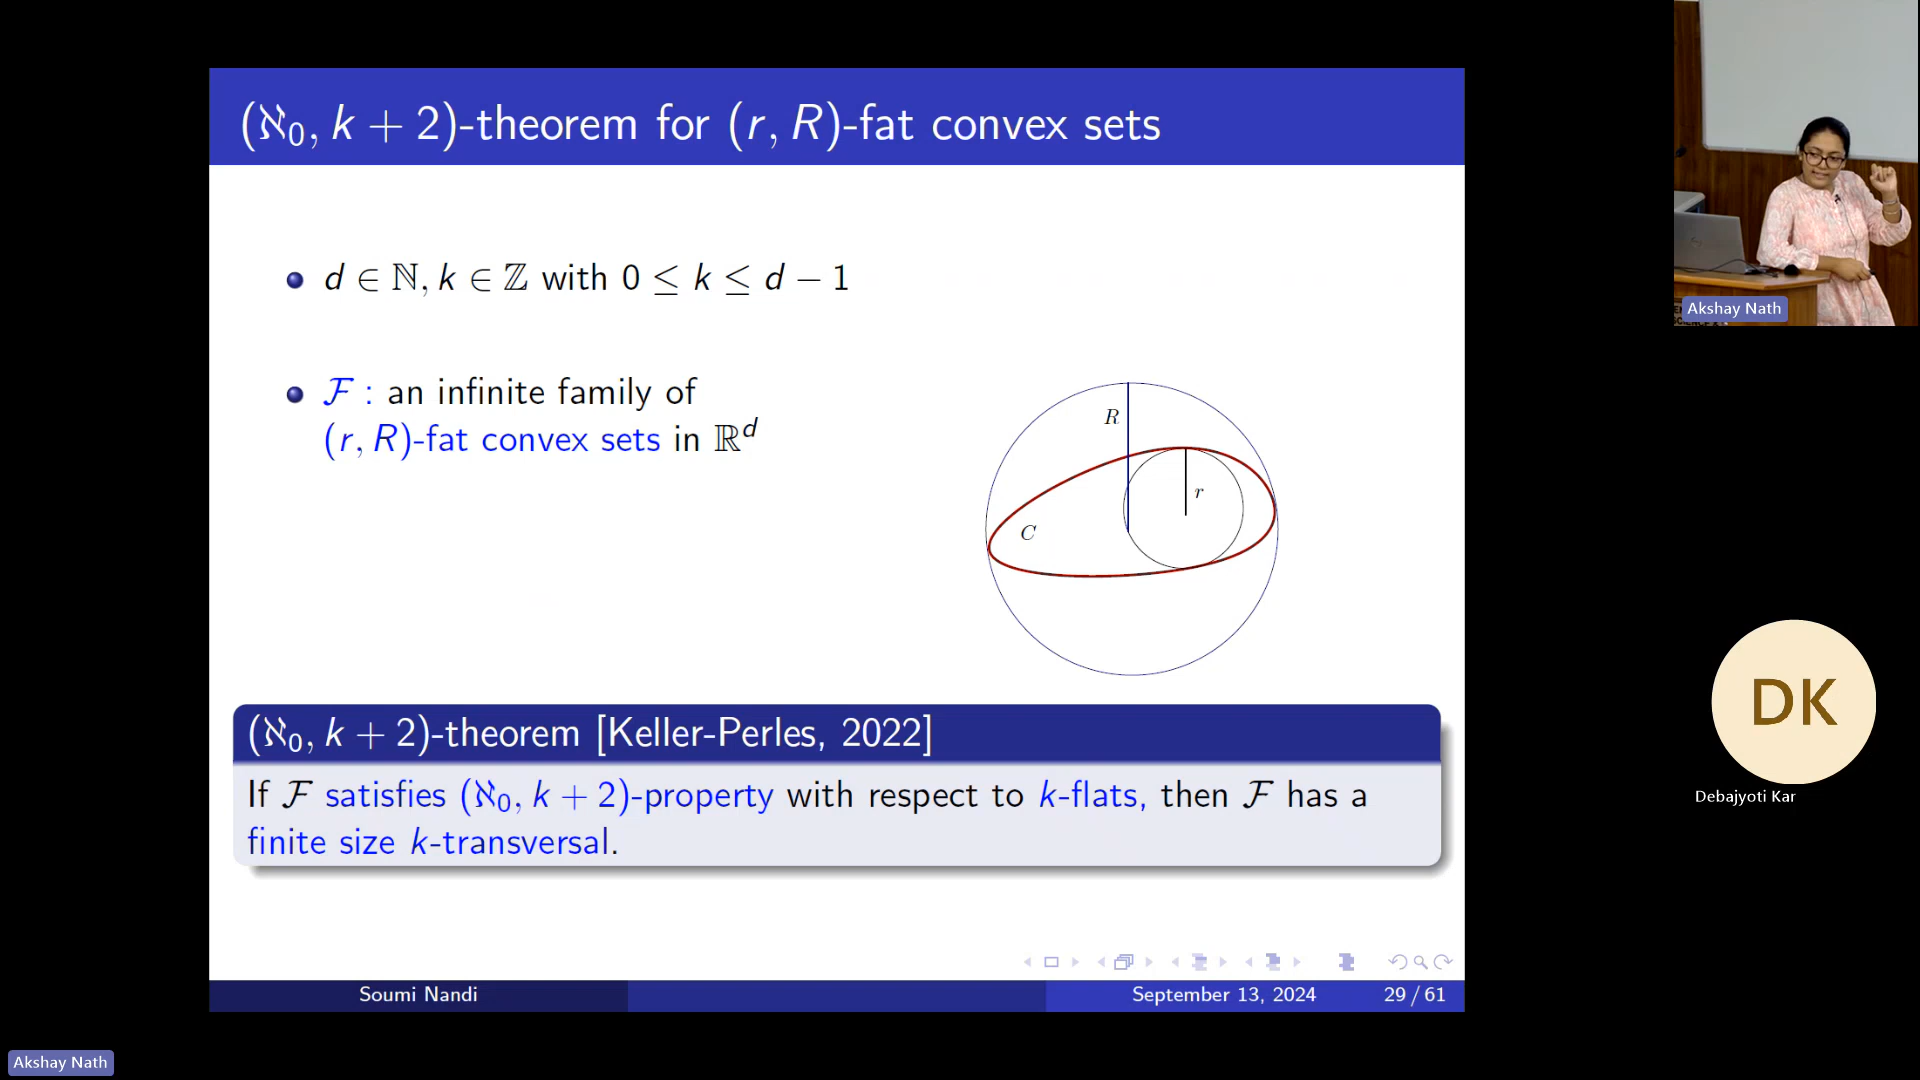 (ℵ₀, k + 2)-theorem for (r, R)-fat convex sets
d ∈ ℕ, k ∈ ℤ with 0 ≤ k ≤ d − 1
ℱ : an infinite family of
(r, R)-fat convex sets in ℝᵈ
R
r
C
(ℵ₀, k + 2)-theorem [Keller-Perles, 2022]
If ℱ satisfies (ℵ₀, k + 2)-property with respect to k-flats, then ℱ has a
finite size k-transversal.
Soumi Nandi
September 13, 2024
29 / 61
Akshay Nath
DK
Debajyoti Kar
Akshay Nath